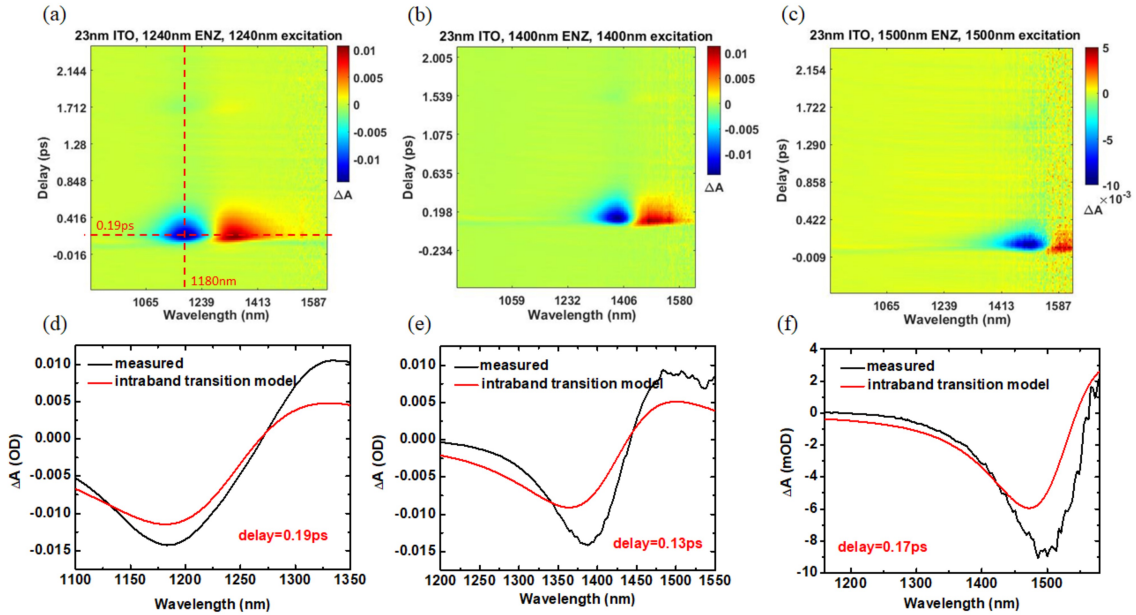 (a)
23nm ITO, 1240nm ENZ, 1240nm excitation
2.144
1.712
1.28
0.848
0.416
-0.016
Delay (ps)
0.19ps
1180nm
1065 1239 1413 1587
Wavelength (nm)
0.01
0.005
0
-0.005
-0.01
△A
(b)
23nm ITO, 1400nm ENZ, 1400nm excitation
2.005
1.539
1.075
0.635
0.198
-0.234
Delay (ps)
1059 1232 1406 1580
Wavelength (nm)
0.01
0.005
0
-0.005
-0.01
△A
(c)
23nm ITO, 1500nm ENZ, 1500nm excitation
2.154
1.722
1.290
0.858
0.422
-0.009
Delay (ps)
1065 1239 1413 1587
Wavelength (nm)
5
0
-5
-10
×10⁻³
△A
(d)
0.010
0.005
0.000
-0.005
-0.010
-0.015
ΔA (OD)
measured
intraband transition model
delay=0.19ps
1100 1150 1200 1250 1300 1350
Wavelength (nm)
(e)
0.010
0.005
0.000
-0.005
-0.010
-0.015
ΔA (OD)
measured
intraband transition model
delay=0.13ps
1200 1250 1300 1350 1400 1450 1500 1550
Wavelength (nm)
(f)
4
2
0
-2
-4
-6
-8
-10
ΔA (mOD)
measured
intraband transition model
delay=0.17ps
1200 1300 1400 1500
Wavelength (nm)